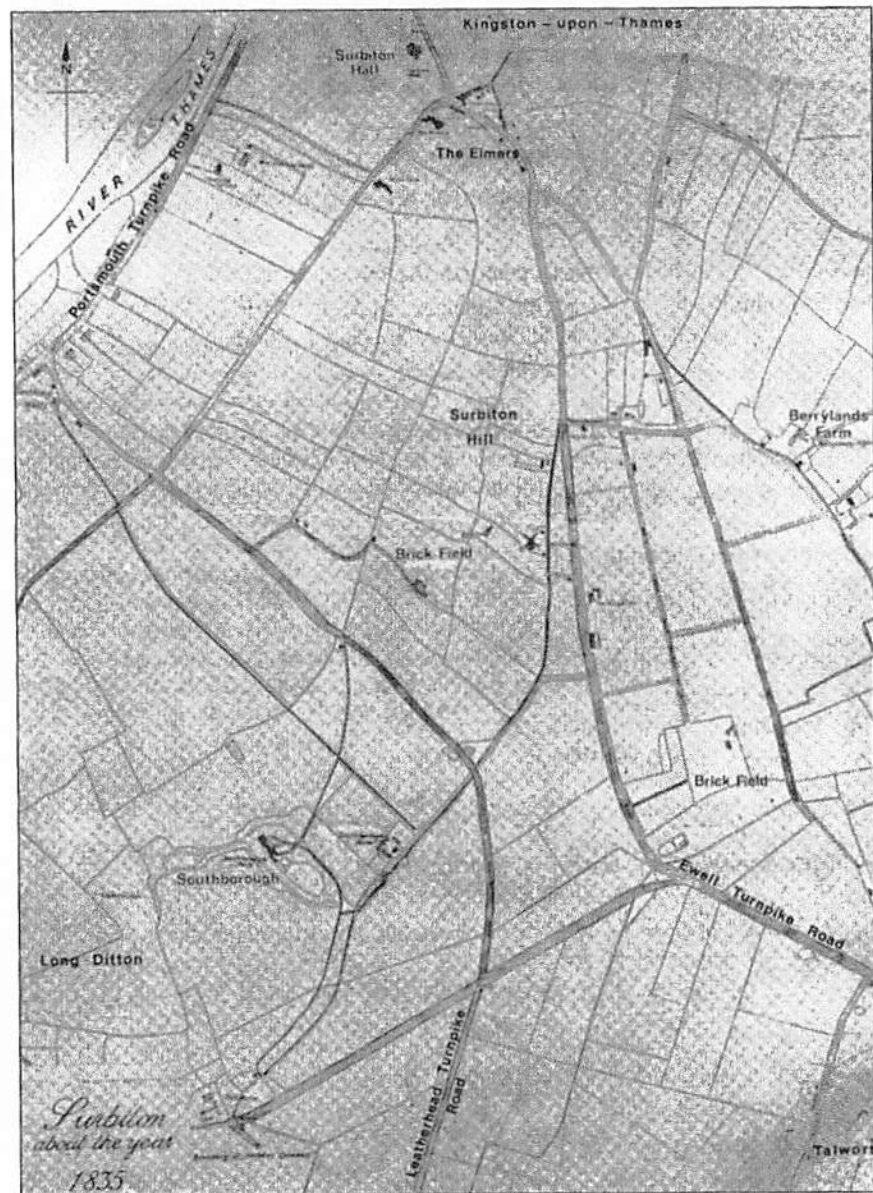 Kingston - upon - Thames
Surbiton
Hall
N
RIVER THAMES
Portsmouth Turnpike Road
The Elmers
Surbiton
Hill
Berrylands
Farm
Brick Field
Brick Field
Southborough
Ewell Turnpike Road
Long Ditton
Leatherhead Turnpike
Road
Surbiton
about the year
1835
Talwort